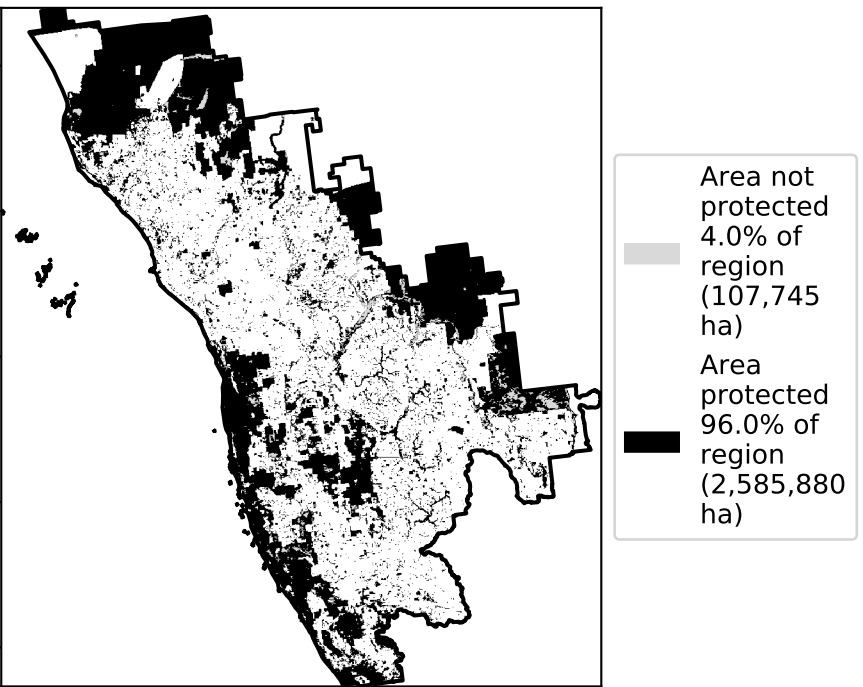 Area not
protected
4.0% of
region
(107,745
ha)
Area
protected
96.0% of
region
(2,585,880
ha)